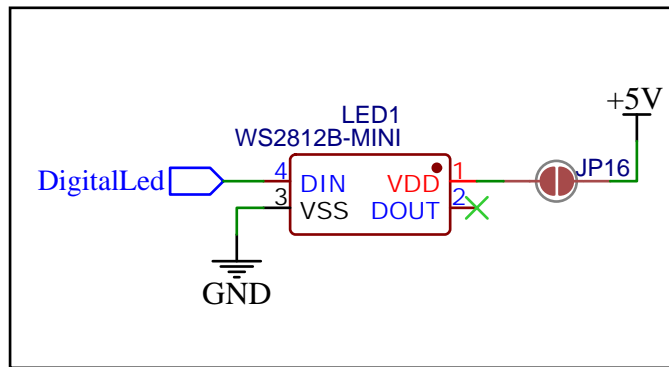 +5V
LED1
WS2812B-MINI
JP16
DigitalLed
4 DIN VDD 1
3 VSS DOUT 2
GND